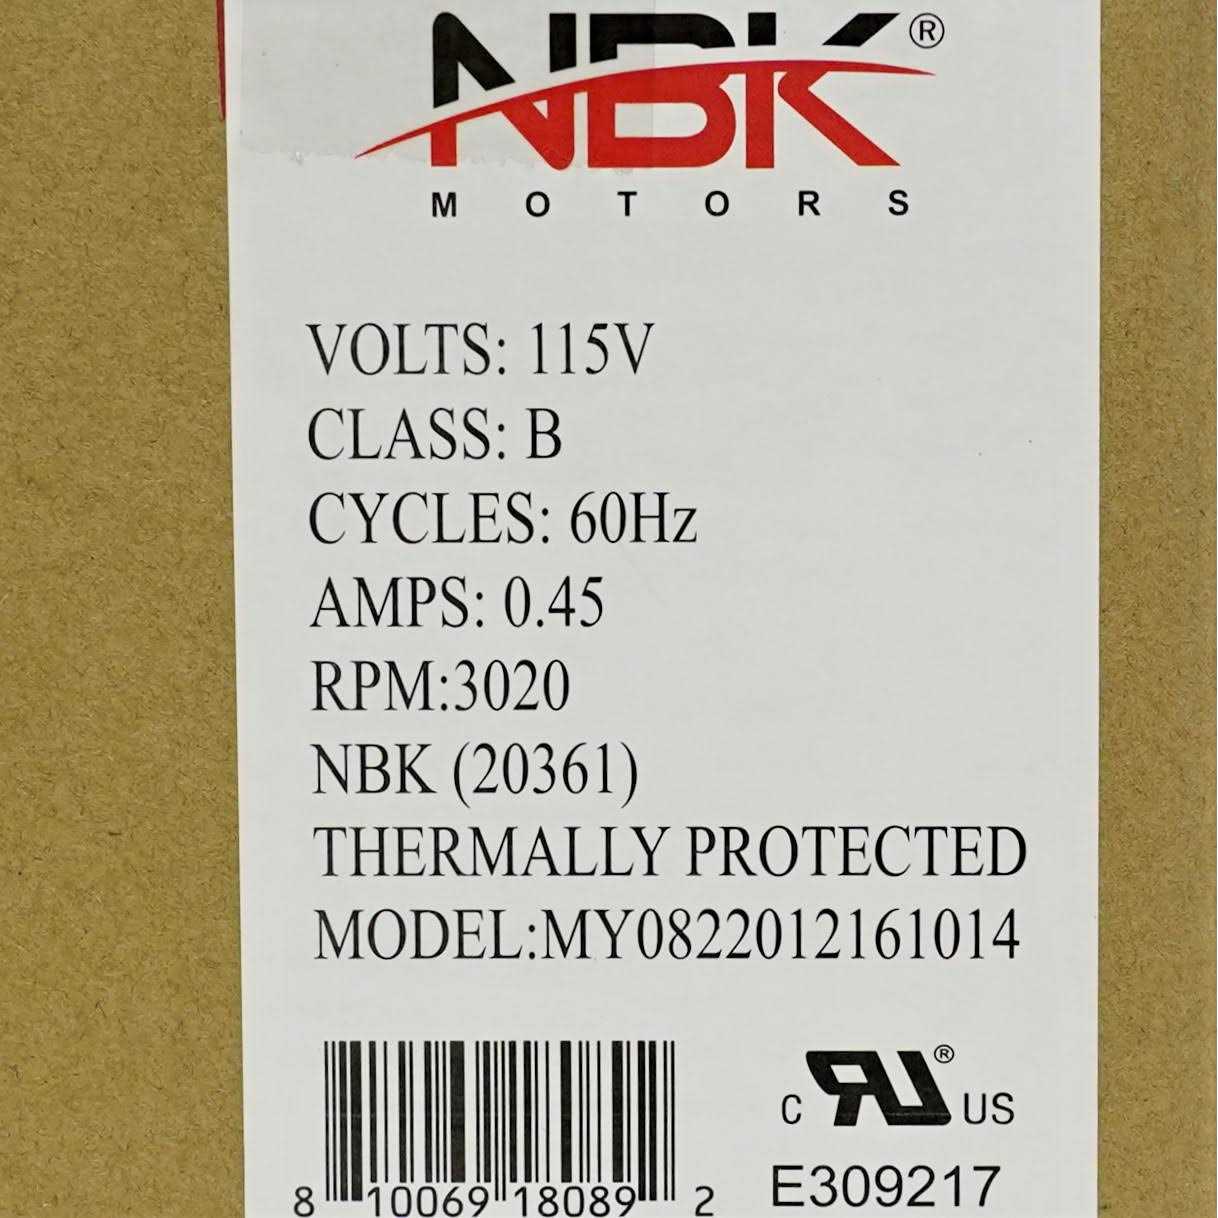 NBK®
MOTORS
VOLTS: 115V
CLASS: B
CYCLES: 60Hz
AMPS: 0.45
RPM:3020
NBK (20361)
THERMALLY PROTECTED
MODEL:MY0822012161014
C RU® US
8 10069 18089 2
E309217